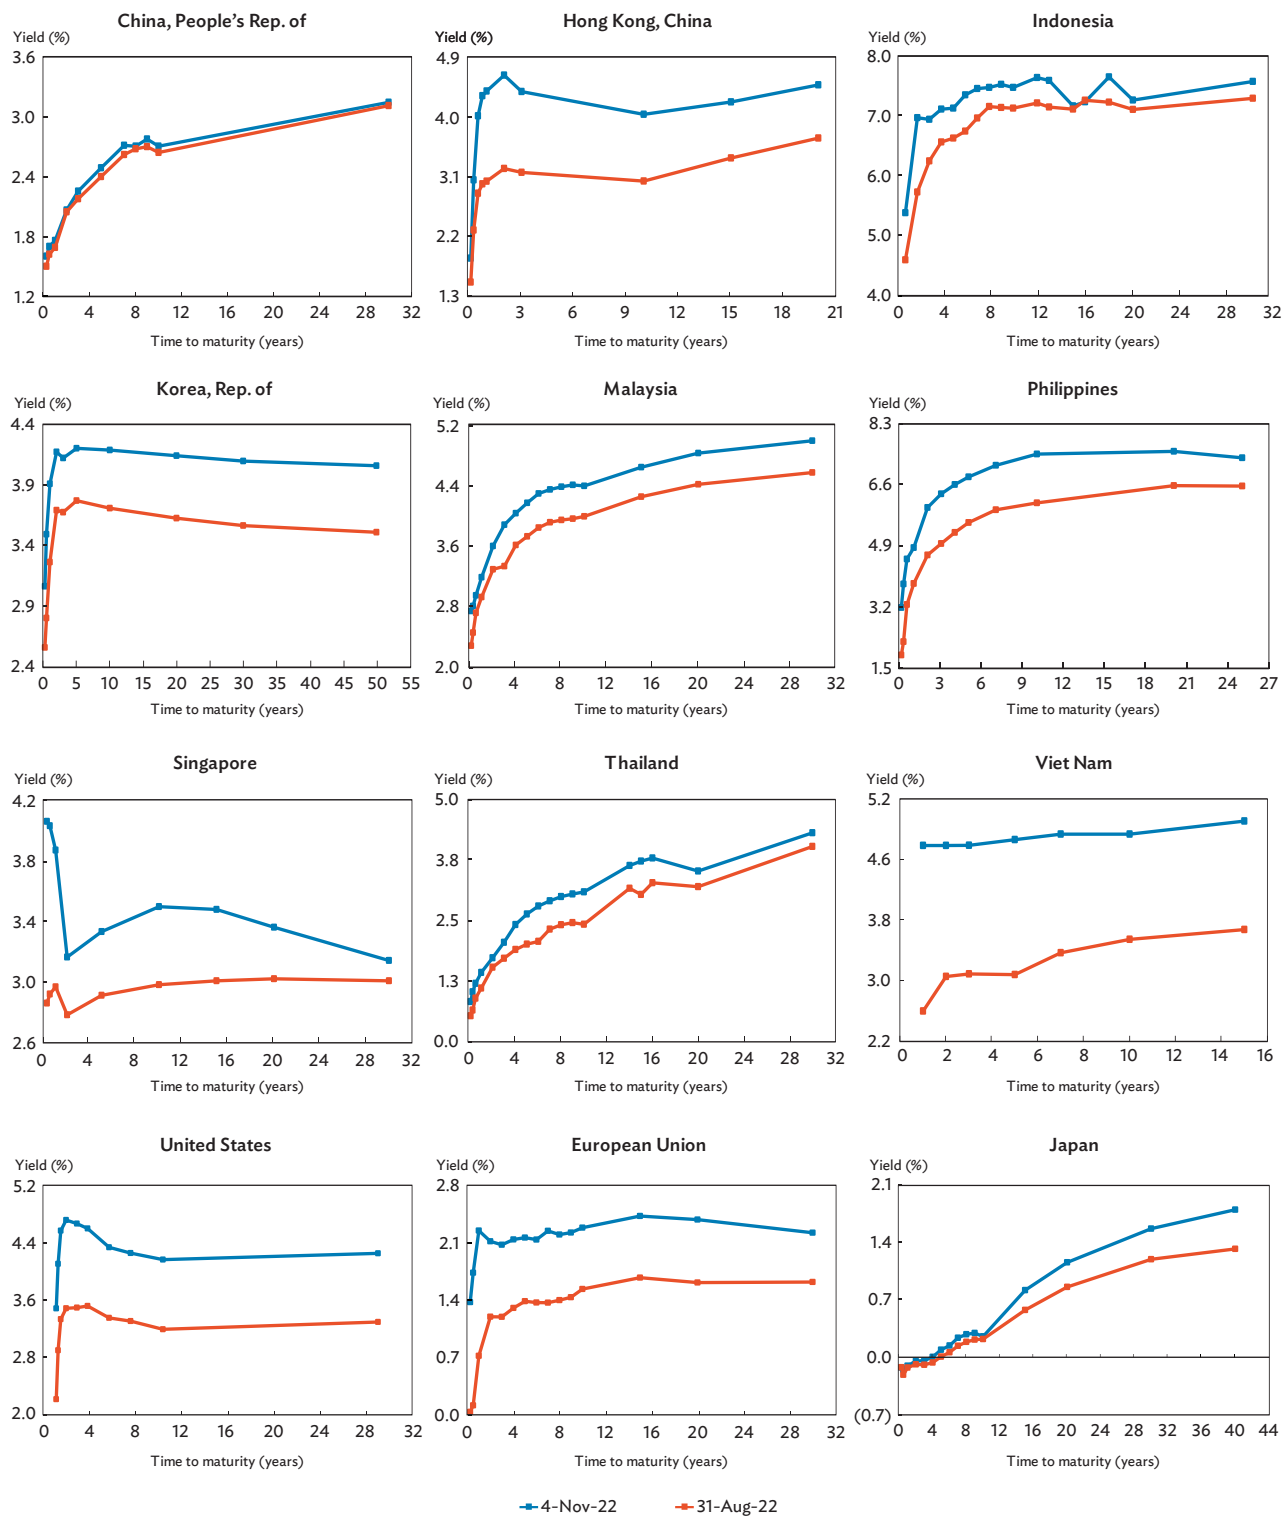 China, People's Rep. of
Yield (%)
3.6
3.0
2.4
1.8
1.2
0 4 8 12 16 20 24 28 32
Time to maturity (years)
Hong Kong, China
Yield (%)
4.9
4.0
3.1
2.2
1.3
0 3 6 9 12 15 18 21
Time to maturity (years)
Indonesia
Yield (%)
8.0
7.0
6.0
5.0
4.0
0 4 8 12 16 20 24 28 32
Time to maturity (years)
Korea, Rep. of
Yield (%)
4.4
3.9
3.4
2.9
2.4
0 5 10 15 20 25 30 35 40 45 50 55
Time to maturity (years)
Malaysia
Yield (%)
5.2
4.4
3.6
2.8
2.0
0 4 8 12 16 20 24 28 32
Time to maturity (years)
Philippines
Yield (%)
8.3
6.6
4.9
3.2
1.5
0 3 6 9 12 15 18 21 24 27
Time to maturity (years)
Singapore
Yield (%)
4.2
3.8
3.4
3.0
2.6
0 4 8 12 16 20 24 28 32
Time to maturity (years)
Thailand
Yield (%)
5.0
3.8
2.5
1.3
0.0
0 4 8 12 16 20 24 28 32
Time to maturity (years)
Viet Nam
Yield (%)
5.2
4.6
3.8
3.0
2.2
0 2 4 6 8 10 12 14 16
Time to maturity (years)
United States
Yield (%)
5.2
4.4
3.6
2.8
2.0
0 4 8 12 16 20 24 28 32
Time to maturity (years)
European Union
Yield (%)
2.8
2.1
1.4
0.7
0.0
0 4 8 12 16 20 24 28 32
Time to maturity (years)
Japan
Yield (%)
2.1
1.4
0.7
0.0
(0.7)
0 4 8 12 16 20 24 28 32 36 40 44
Time to maturity (years)
4-Nov-22 31-Aug-22